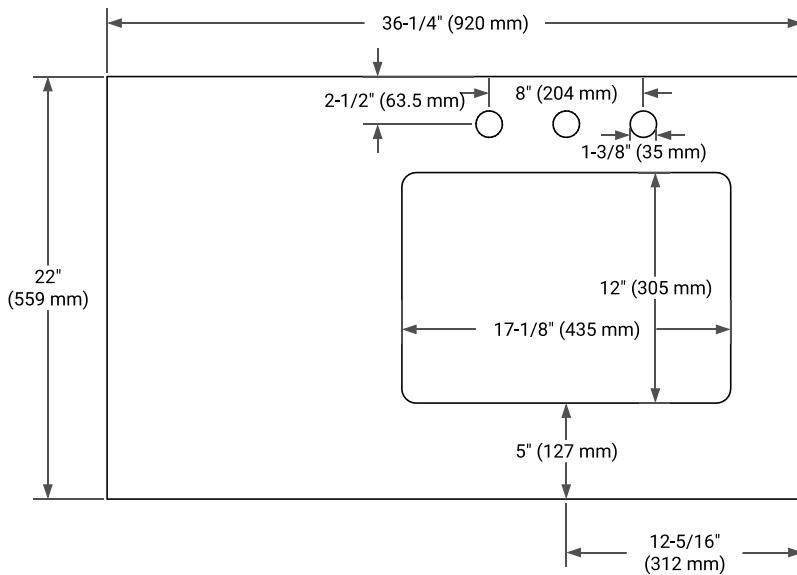 36-1/4" (920 mm)
2-1/2" (63.5 mm)
8" (204 mm)
1-3/8" (35 mm)
22"
(559 mm)
12" (305 mm)
17-1/8" (435 mm)
5" (127 mm)
12-5/16"
(312 mm)